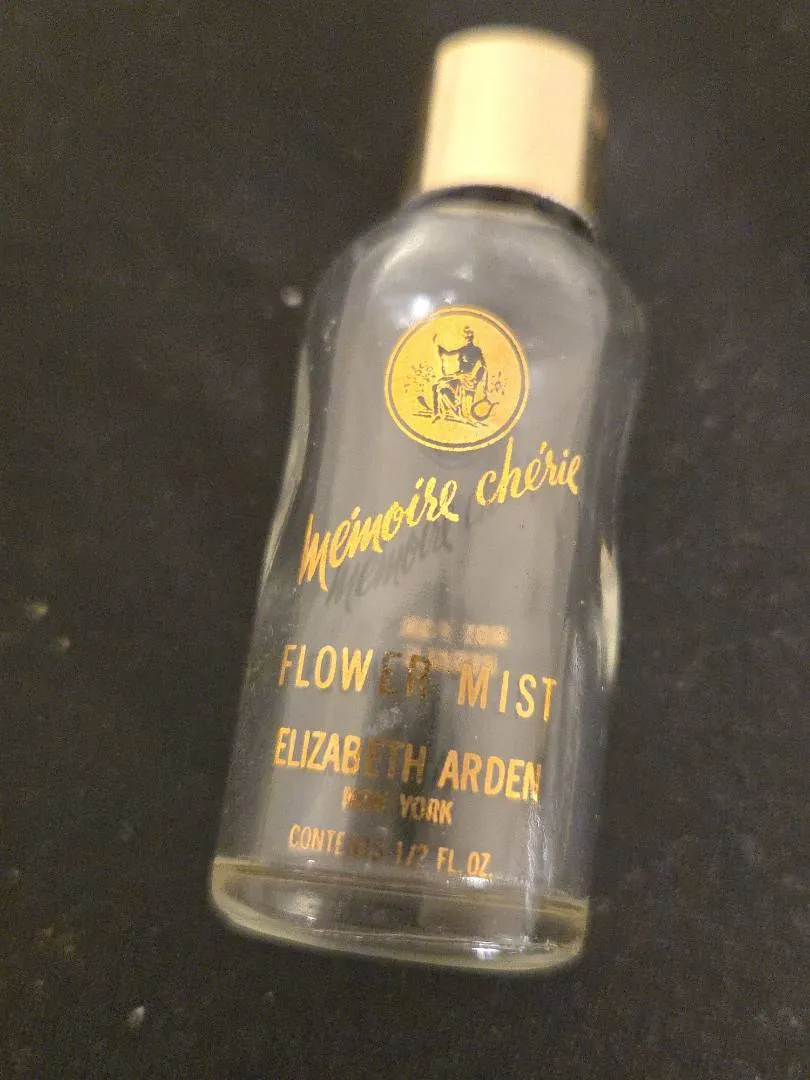 mémoire chérie
FLOWER MIST
ELIZABETH ARDEN
NEW YORK
CONTENTS 1/2 FL. OZ.